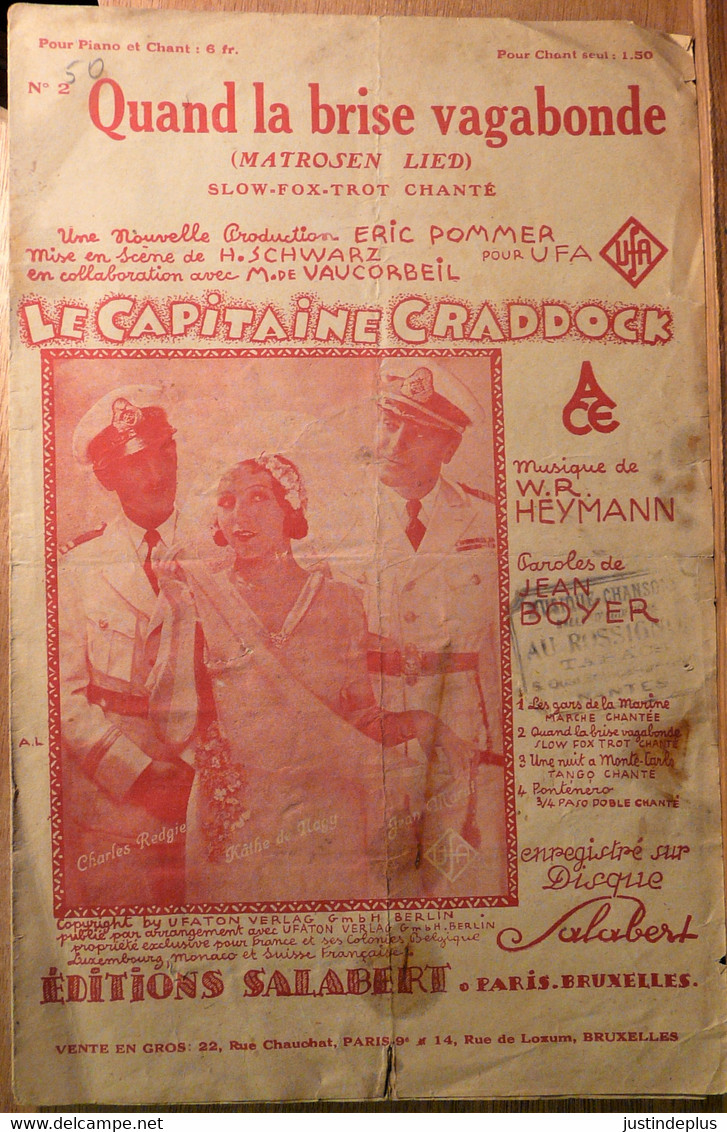 Pour Piano et Chant : 6 fr.
Pour Chant seul : 1.50
N° 2
50
Quand la brise vagabonde
(MATROSEN LIED)
SLOW-FOX-TROT CHANTÉ
Une Nouvelle Production ERIC POMMER
Mise en Scène de H. SCHWARZ POUR UFA
en collaboration avec M. DE VAUCORBEIL
UFA
LE CAPITAINE CRADDOCK
ACE
Musique de
W.R.
HEYMANN
Paroles de
JEAN
BOYER
CHANSONS
AU ROSSIGNOL
NANTES
1 Les gars de la Marine
MARCHE CHANTÉE
2 Quand la brise vagabonde
SLOW FOX TROT CHANTÉ
3 Une nuit a Monte-Carlo
TANGO CHANTÉ
4 Ponténéro
3/4 PASO DOBLE CHANTÉ
A.L
Charles Redgie
Käthe de Nagy
Jean Murat
UFA
enregistré sur
Disque
Salabert
Copyright by UFATON VERLAG GmbH BERLIN
publié par arrangement avec UFATON VERLAG GmbH. BERLIN
propriété exclusive pour France et ses Colonies Belgique
Luxembourg, Monaco et Suisse Française
ÉDITIONS SALABERT o PARIS-BRUXELLES.
VENTE EN GROS: 22, Rue Chauchat, PARIS-9e 14, Rue de Loxum, BRUXELLES
justindeplus